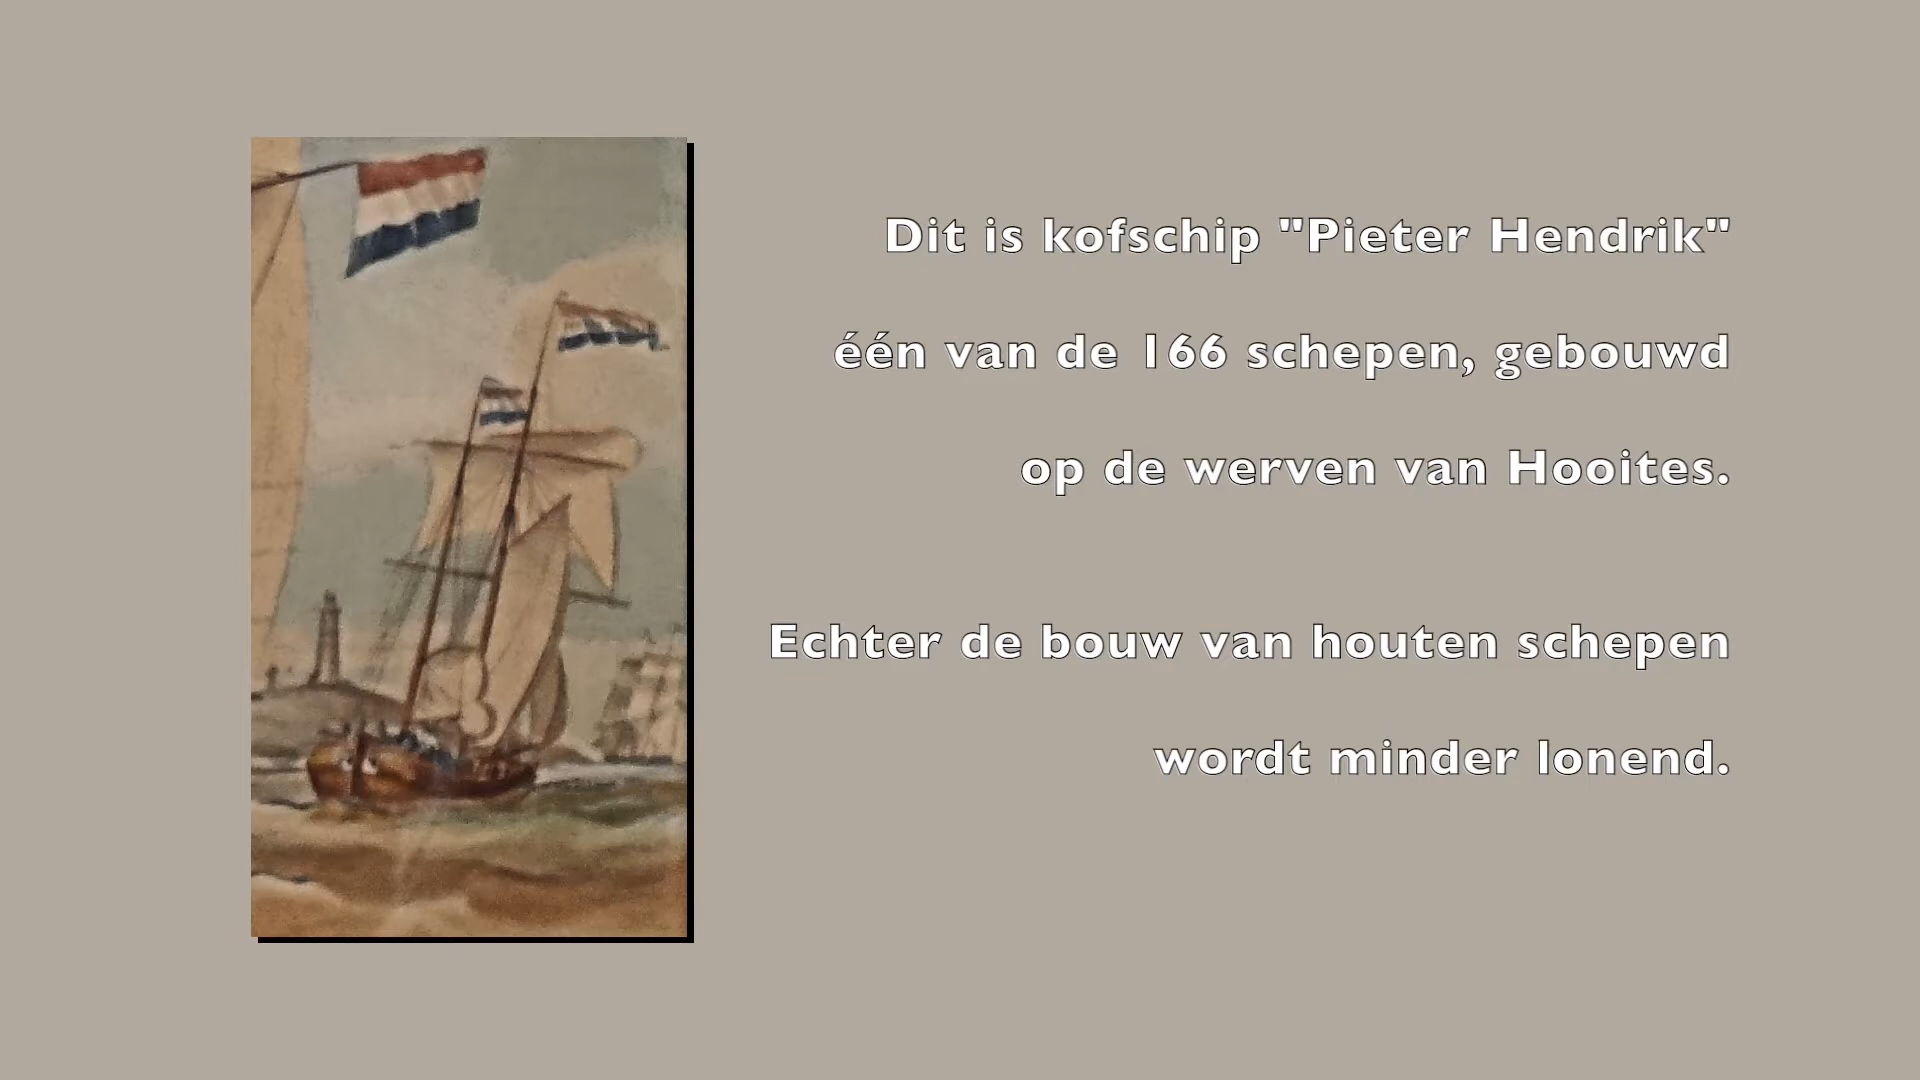 Dit is kofschip "Pieter Hendrik"
één van de 166 schepen, gebouwd
op de werven van Hooites.
Echter de bouw van houten schepen
wordt minder lonend.